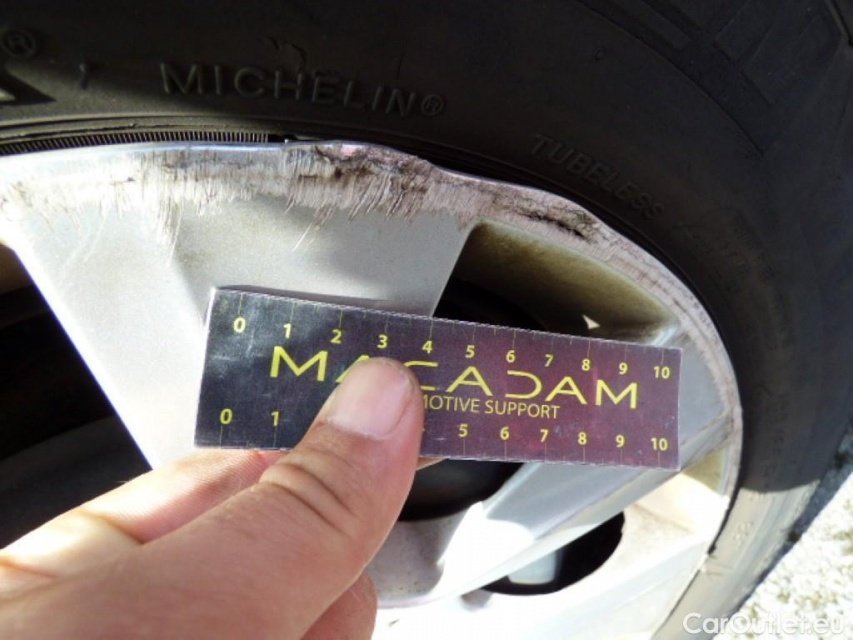 ®
MICHELIN®
TUBELESS
0 1 2 3 4 5 6 7 8 9 10
MACADAM
MOTIVE SUPPORT
0 1 5 6 7 8 9 10
CarOutlet.eu